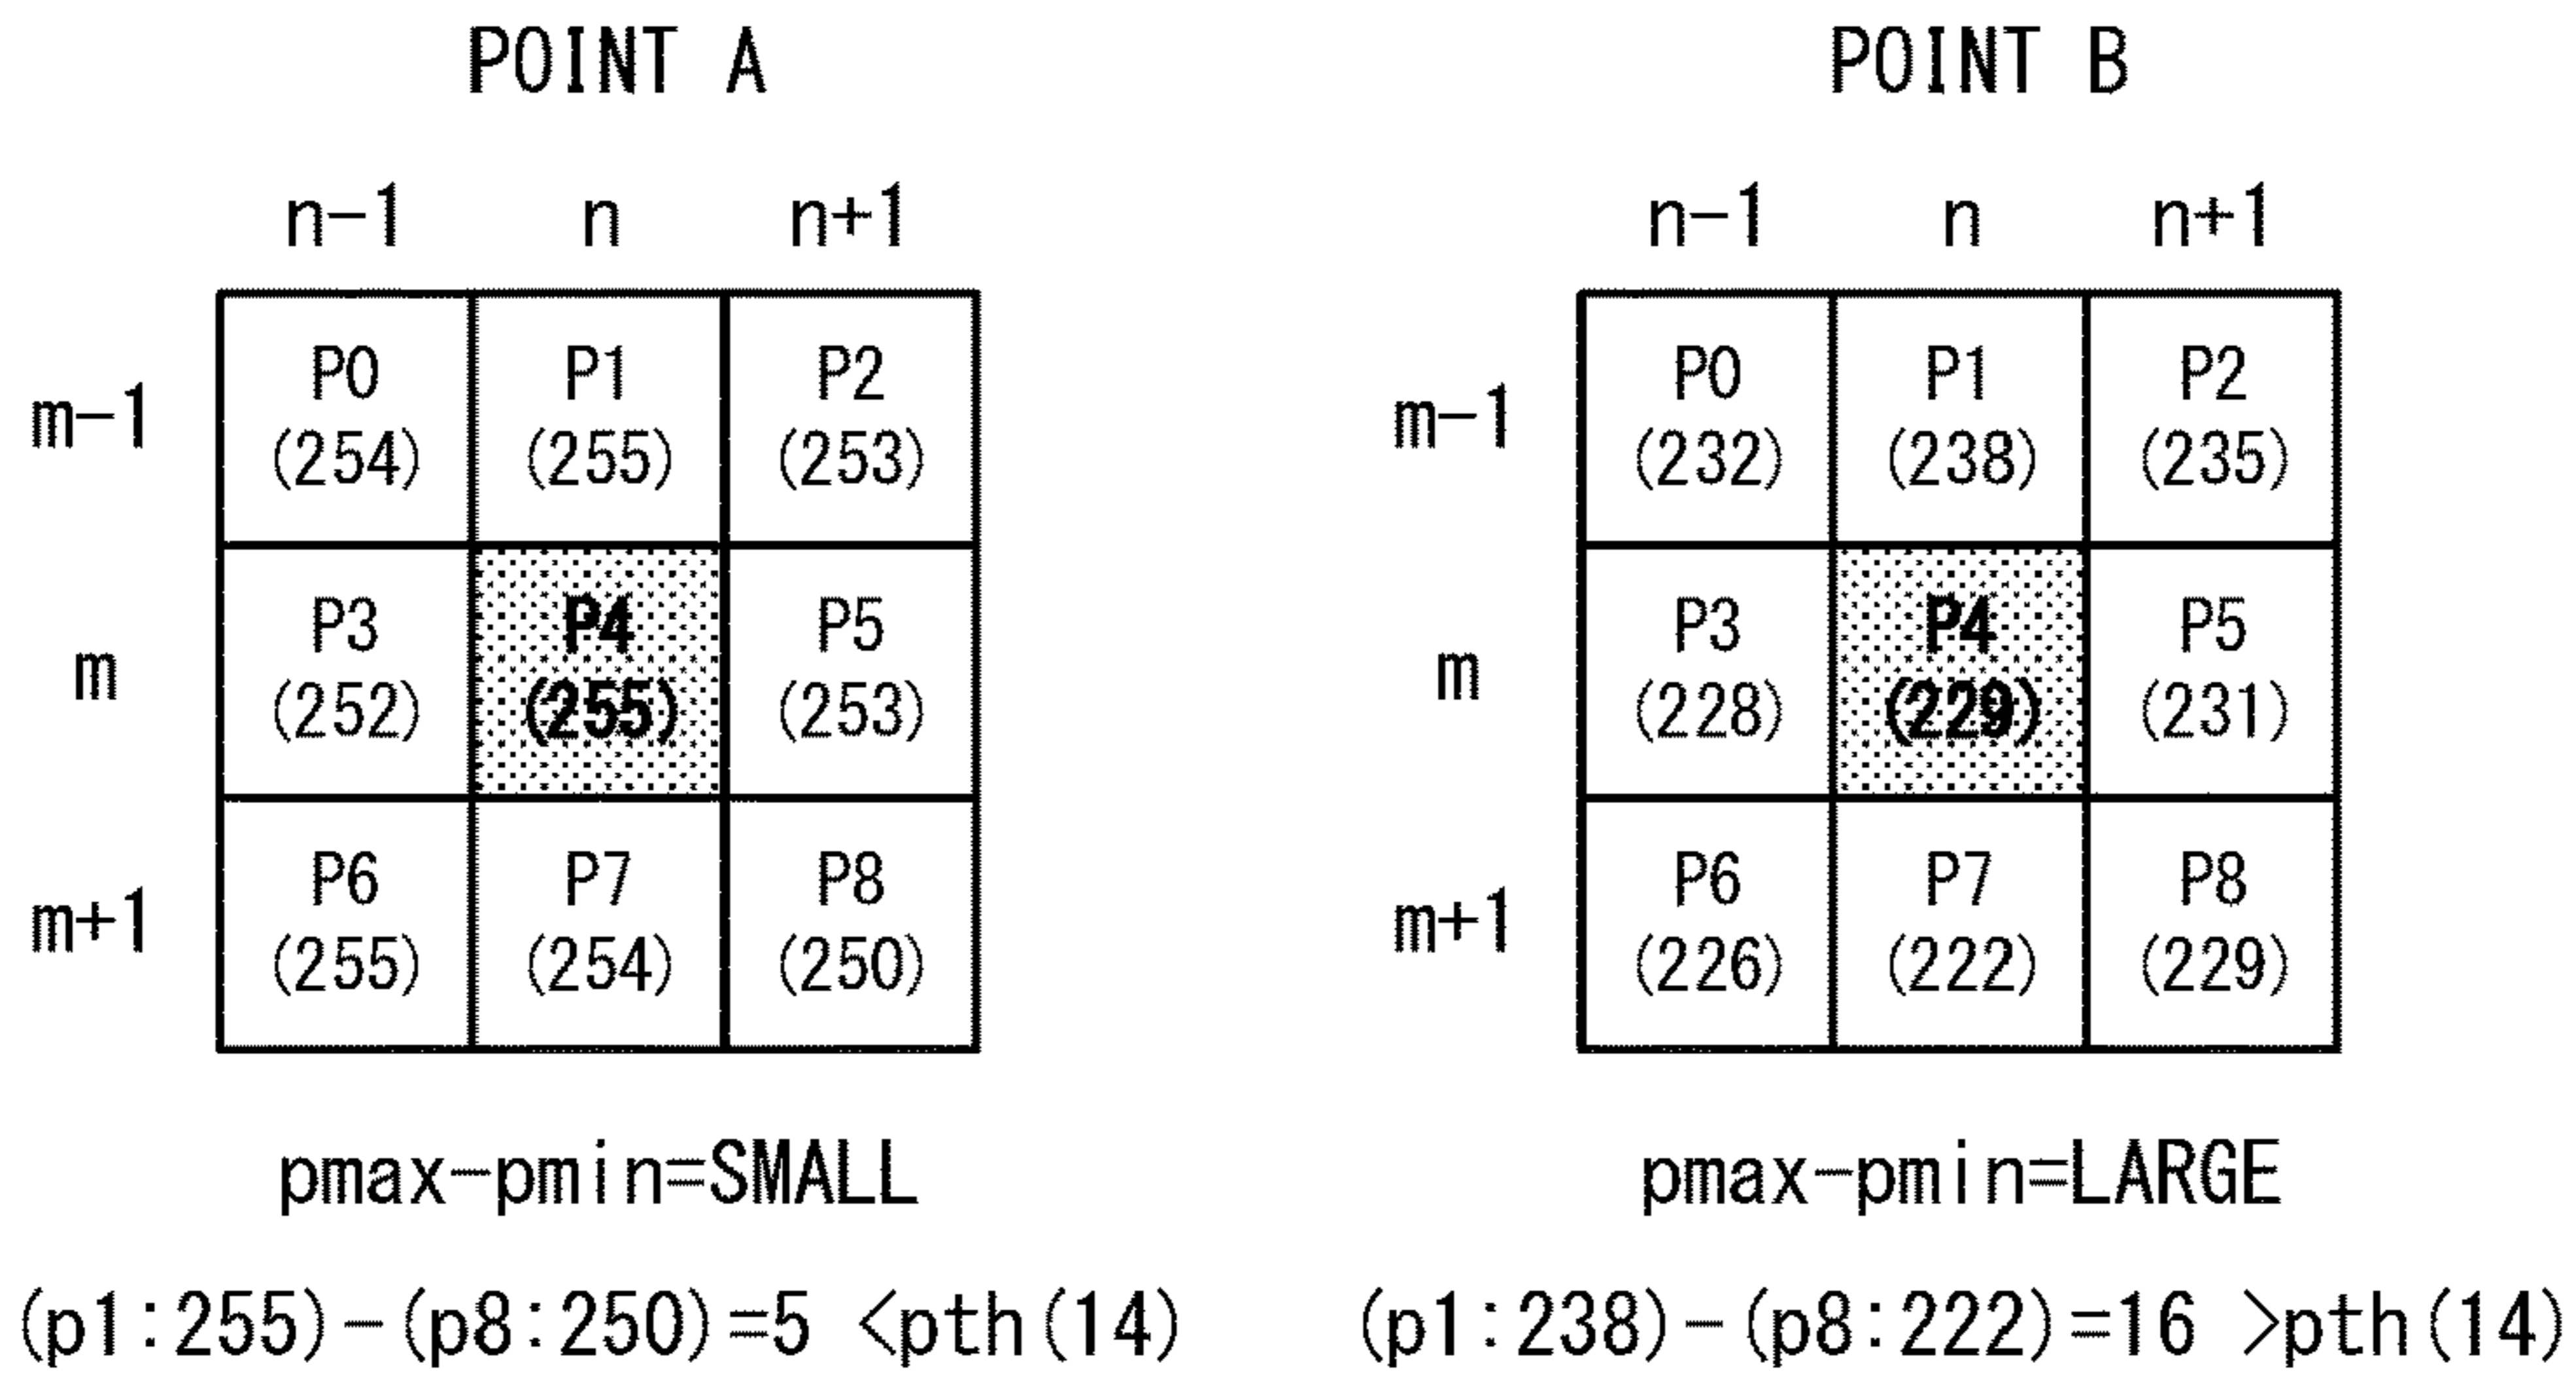 POINT A
n-1 n n+1
m-1
P0 P1 P2
(254) (255) (253)
m
P3 P4 P5
(252) (255) (253)
m+1
P6 P7 P8
(255) (254) (250)
pmax-pmin=SMALL
(p1:255)-(p8:250)=5 <pth(14)
POINT B
n-1 n n+1
m-1
P0 P1 P2
(232) (238) (235)
m
P3 P4 P5
(228) (229) (231)
m+1
P6 P7 P8
(226) (222) (229)
pmax-pmin=LARGE
(p1:238)-(p8:222)=16 >pth(14)